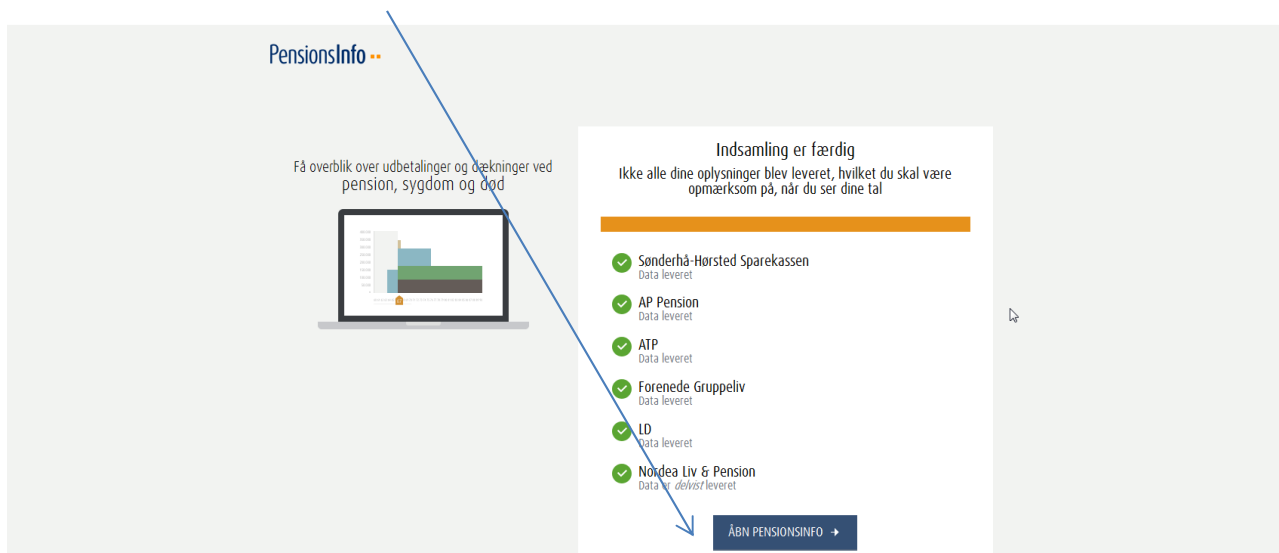 PensionsInfo
Få overblik over udbetalinger og dækninger ved
pension, sygdom og død
Indsamling er færdig
Ikke alle dine oplysninger blev leveret, hvilket du skal være
opmærksom på, når du ser dine tal
Sønderhå-Hørsted Sparekassen
Data leveret
AP Pension
Data leveret
ATP
Data leveret
Forenede Gruppeliv
Data leveret
LD
Data leveret
Nordea Liv & Pension
Data er delvist leveret
ÅBN PENSIONSINFO